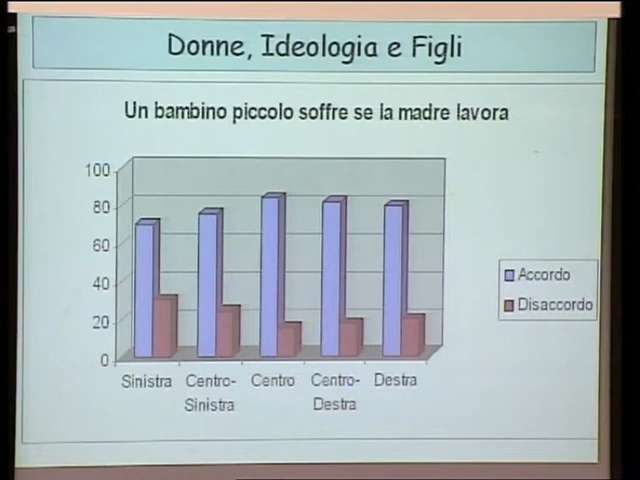 Donne, Ideologia e Figli
Un bambino piccolo soffre se la madre lavora
100
80
60
40
20
0
Sinistra
Centro-
Sinistra
Centro
Centro-
Destra
Destra
Accordo
Disaccordo